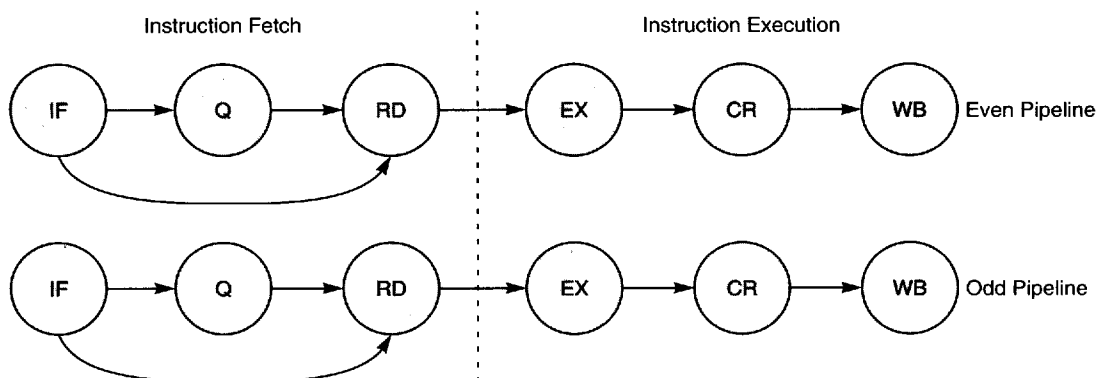 Instruction Fetch
Instruction Execution
IF Q RD EX CR WB Even Pipeline
IF Q RD EX CR WB Odd Pipeline